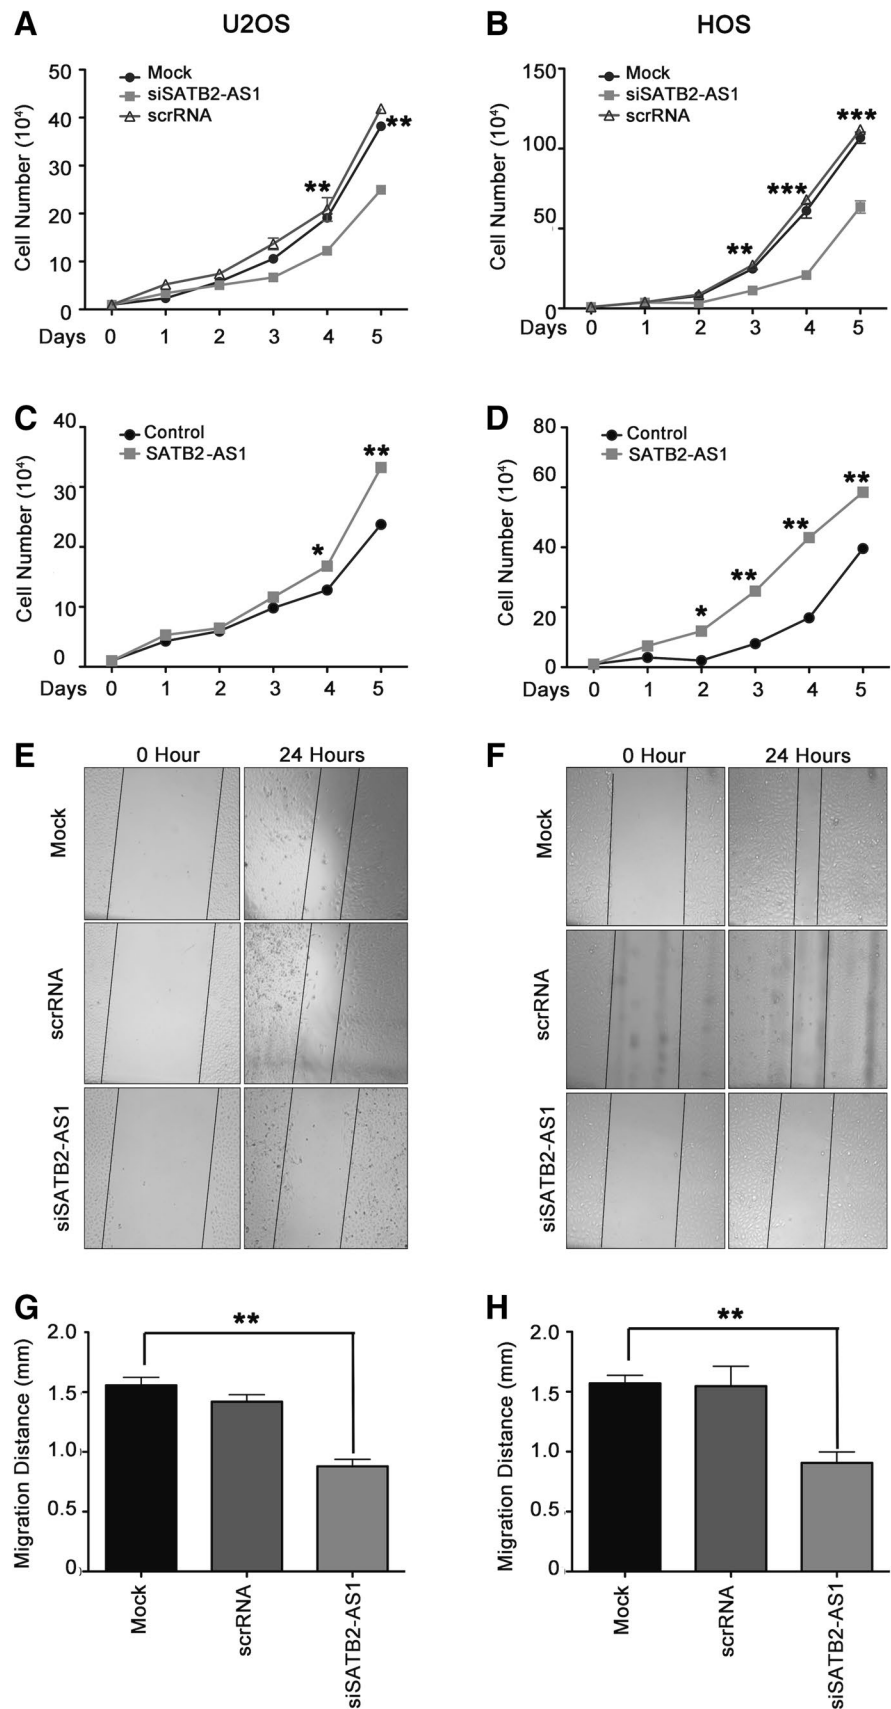 A U2OS
Mock
siSATB2-AS1
scrRNA
Cell Number (10⁴)
50
40
30
20
10
0
** **
Days 0 1 2 3 4 5
B HOS
Mock
siSATB2-AS1
scrRNA
Cell Number (10⁴)
150
100
50
0
** *** ***
Days 0 1 2 3 4 5
C
Control
SATB2-AS1
Cell Number (10⁴)
40
30
20
10
0
* **
Days 0 1 2 3 4 5
D
Control
SATB2-AS1
Cell Number (10⁴)
80
60
40
20
0
* ** ** **
Days 0 1 2 3 4 5
E 0 Hour 24 Hours
Mock
scrRNA
siSATB2-AS1
F 0 Hour 24 Hours
Mock
scrRNA
siSATB2-AS1
G
**
Migration Distance (mm)
2.0
1.5
1.0
0.5
0
Mock
scrRNA
siSATB2-AS1
H
**
Migration Distance (mm)
2.0
1.5
1.0
0.5
0
Mock
scrRNA
siSATB2-AS1